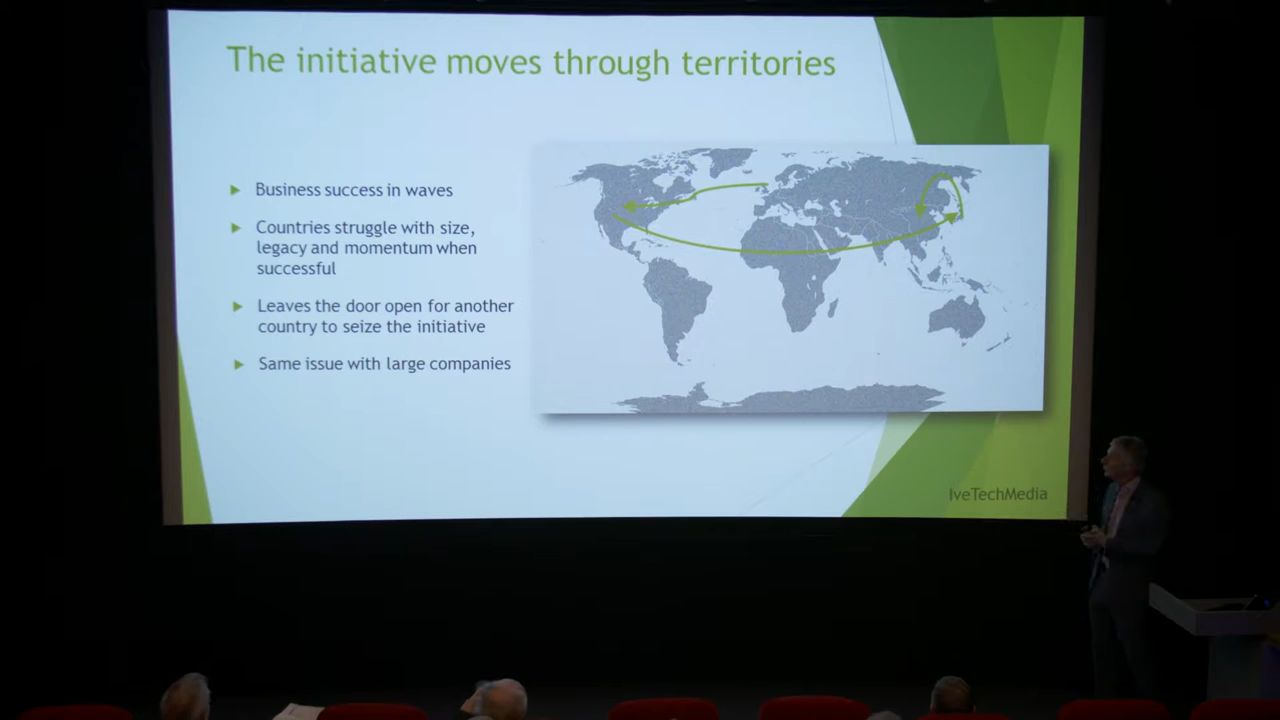 The initiative moves through territories
Business success in waves
Countries struggle with size,
legacy and momentum when
successful
Leaves the door open for another
country to seize the initiative
Same issue with large companies
IveTechMedia